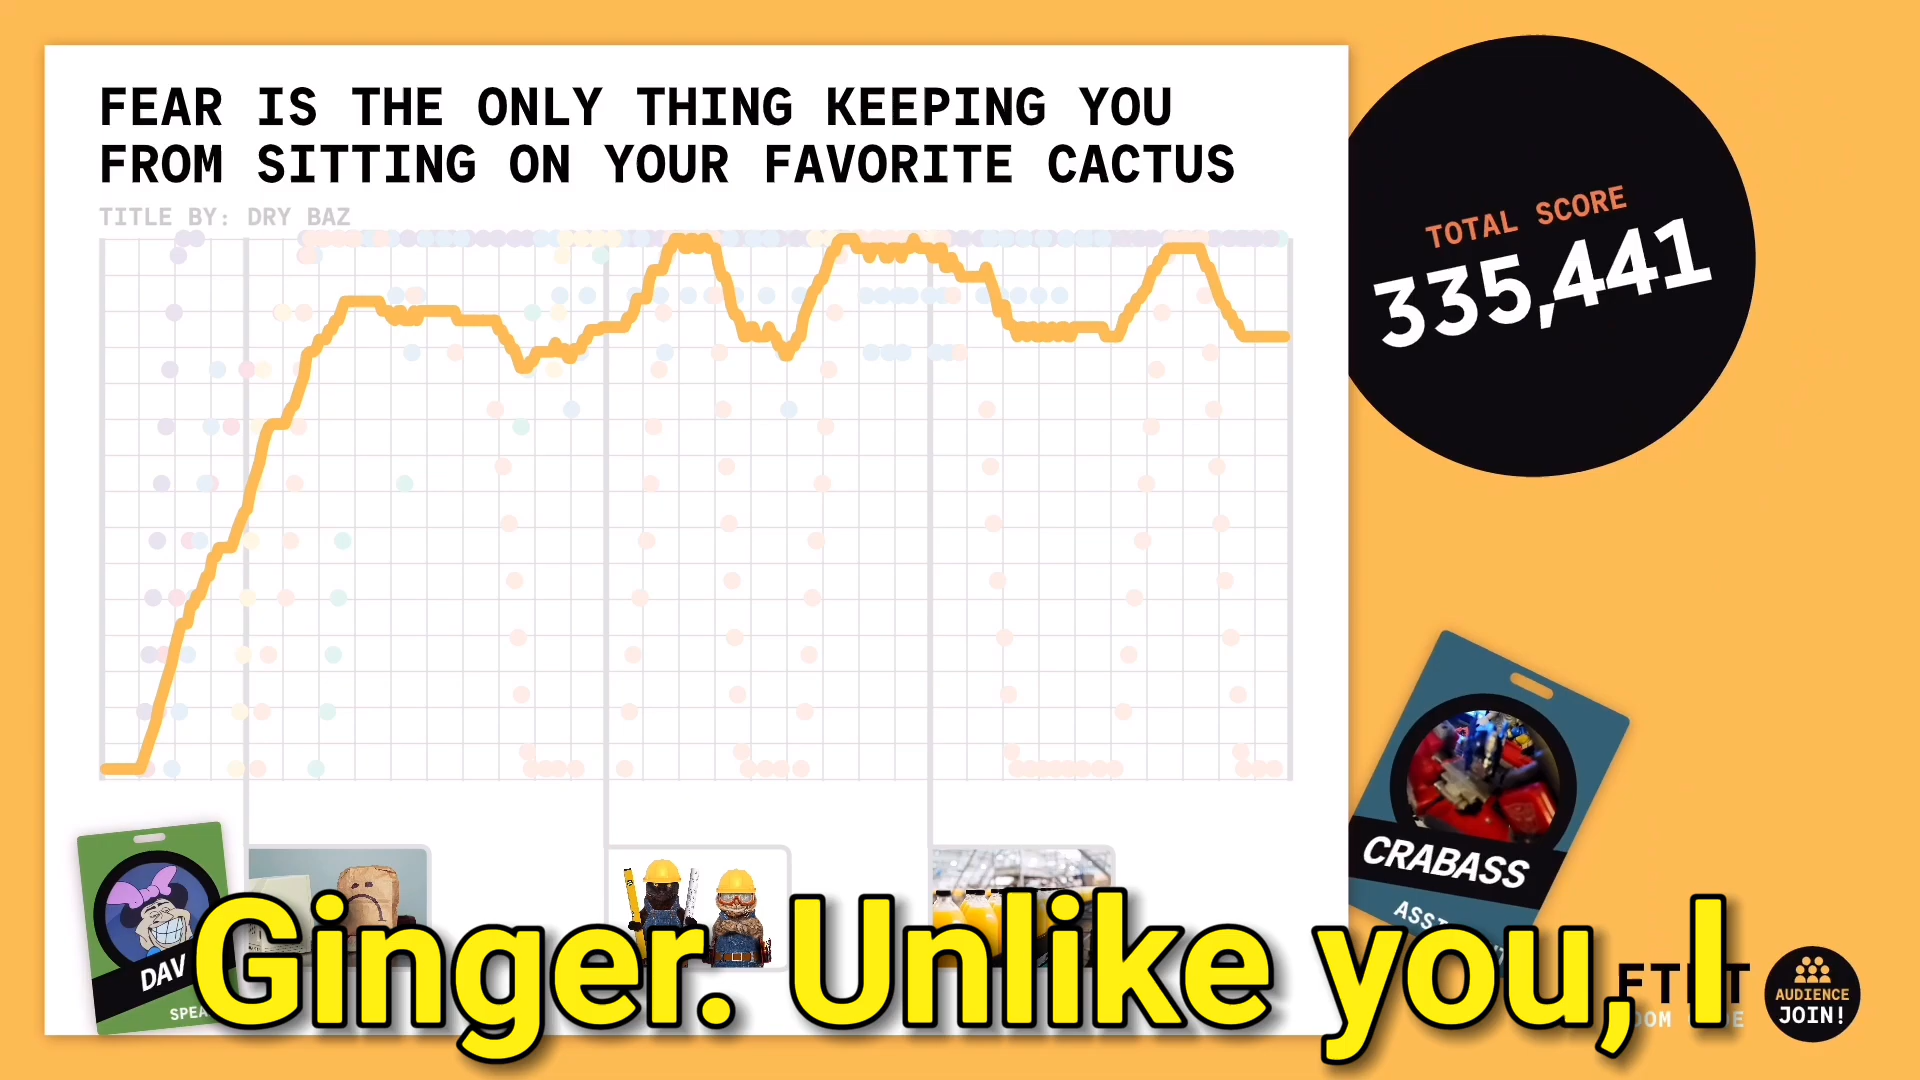 FEAR IS THE ONLY THING KEEPING YOU
FROM SITTING ON YOUR FAVORITE CACTUS
TITLE BY: DRY BAZ
TOTAL SCORE
335,441
CRABASS
DAV
Ginger. Unlike you, I
AUDIENCE
JOIN!